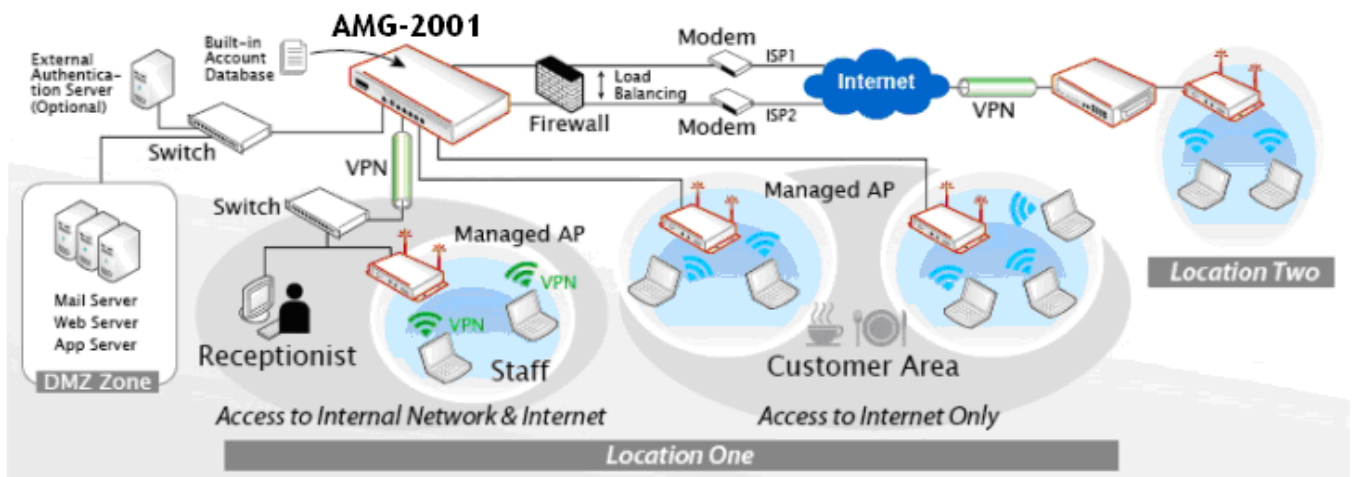 AMG-2001
External
Authentica-
tion Server
(Optional)
Built-in
Account
Database
Switch
Firewall
Load
Balancing
Modem
ISP1
Modem
ISP2
Internet
VPN
VPN
Switch
Managed AP
VPN
VPN
Receptionist
Staff
Managed AP
Customer Area
Mail Server
Web Server
App Server
DMZ Zone
Access to Internal Network & Internet
Access to Internet Only
Location One
Location Two